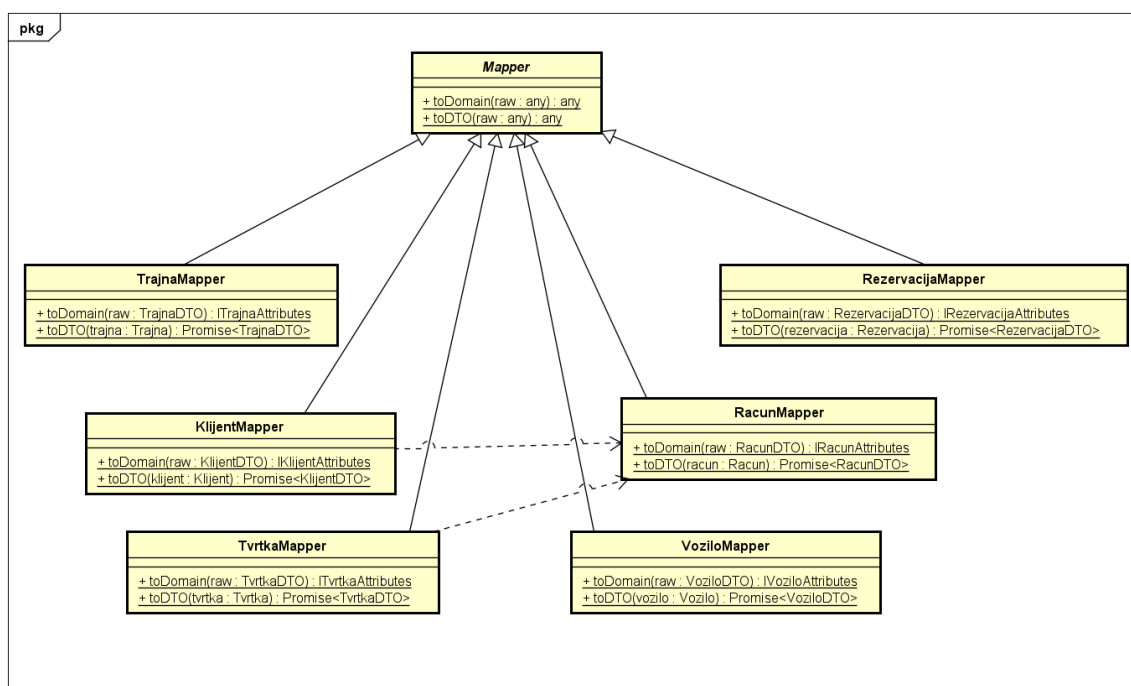 pkg
Mapper
+ toDomain(raw : any) : any
+ toDTO(raw : any) : any
TrajnaMapper
+ toDomain(raw : TrajnaDTO) : ITrajnaAttributes
+ toDTO(trajna : Trajna) : Promise<TrajnaDTO>
RezervacijaMapper
+ toDomain(raw : RezervacijaDTO) : IRezervacijaAttributes
+ toDTO(rezervacija : Rezervacija) : Promise<RezervacijaDTO>
KlijentMapper
+ toDomain(raw : KlijentDTO) : IKlijentAttributes
+ toDTO(klijent : Klijent) : Promise<KlijentDTO>
RacunMapper
+ toDomain(raw : RacunDTO) : IRacunAttributes
+ toDTO(racun : Racun) : Promise<RacunDTO>
TvrtkaMapper
+ toDomain(raw : TvrtkaDTO) : ITvrtkaAttributes
+ toDTO(tvrtka : Tvrtka) : Promise<TvrtkaDTO>
VoziloMapper
+ toDomain(raw : VoziloDTO) : IVoziloAttributes
+ toDTO(vozilo : Vozilo) : Promise<VoziloDTO>